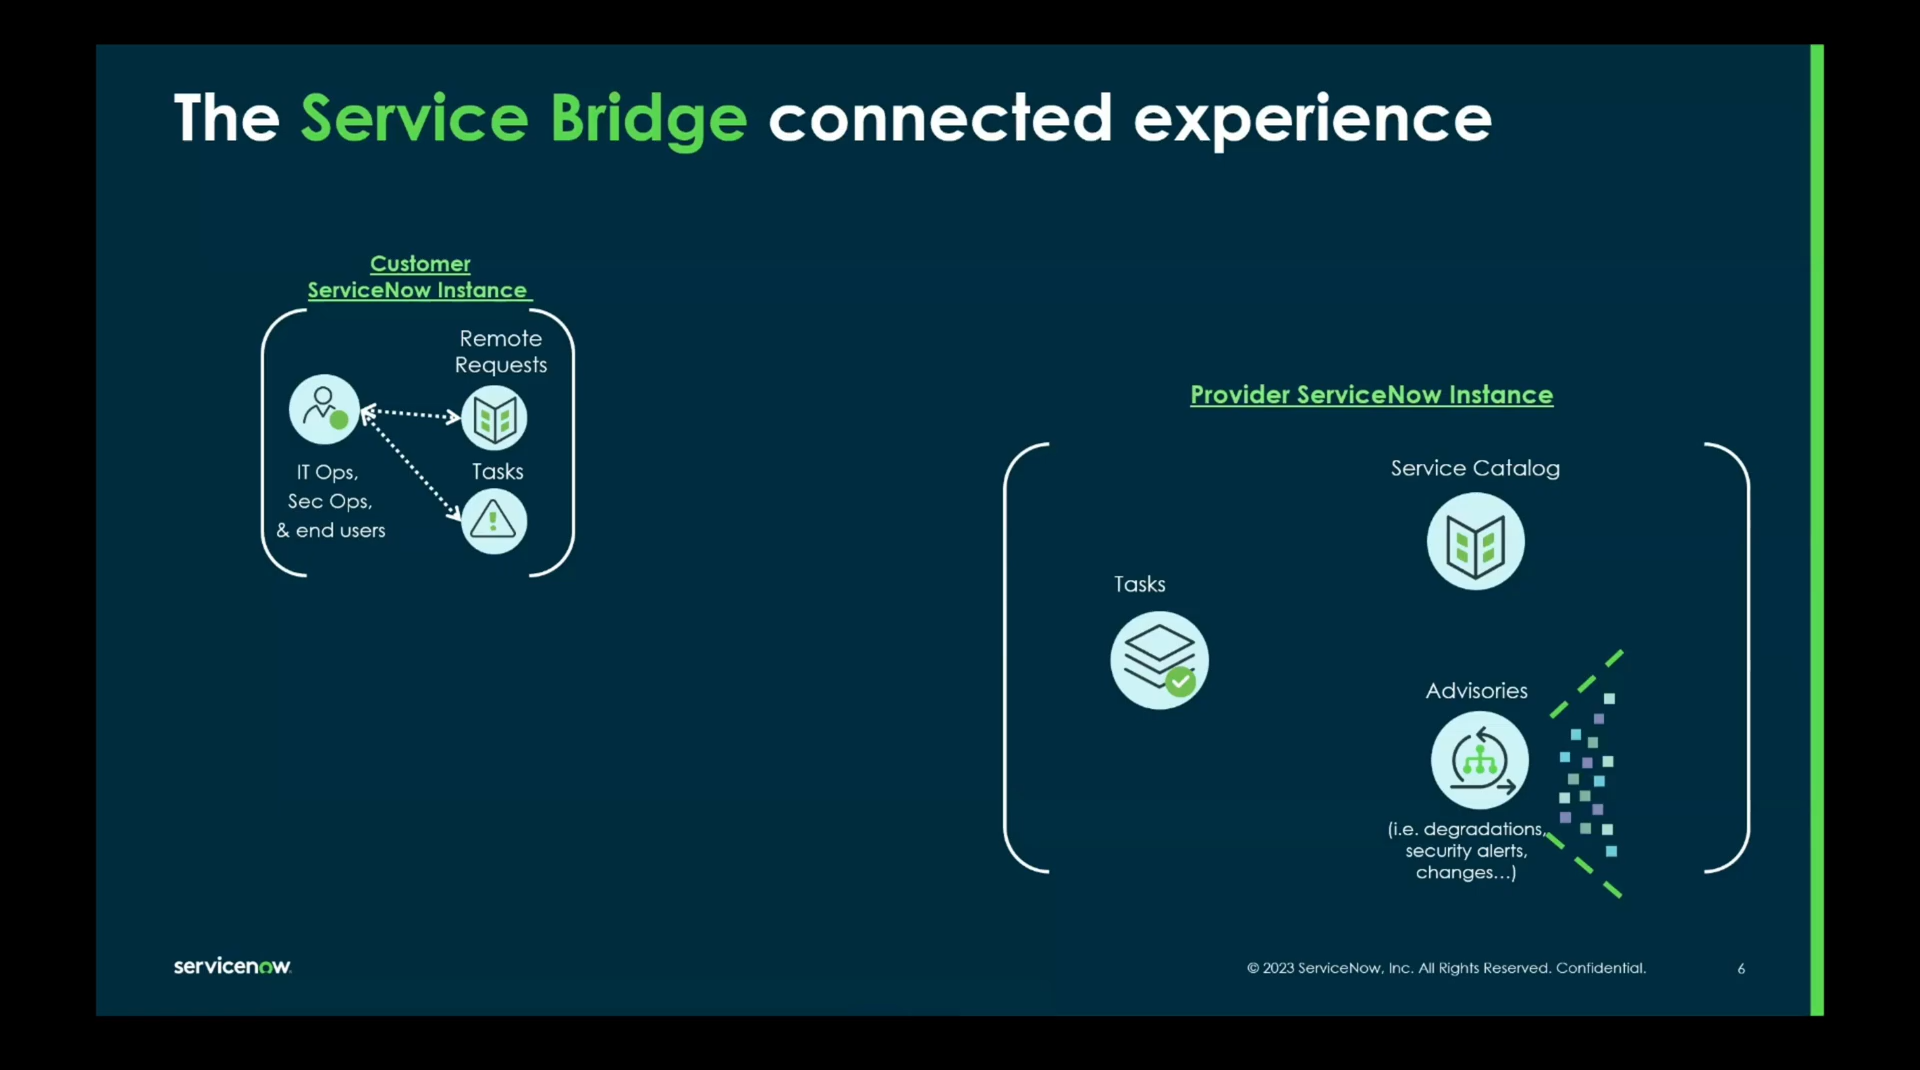 The Service Bridge connected experience
Customer
ServiceNow Instance
Remote
Requests
IT Ops,
Sec Ops,
& end users
Tasks
Provider ServiceNow Instance
Service Catalog
Tasks
Advisories
(i.e. degradations,
security alerts,
changes...)
servicenow
© 2023 ServiceNow, Inc. All Rights Reserved. Confidential.
6